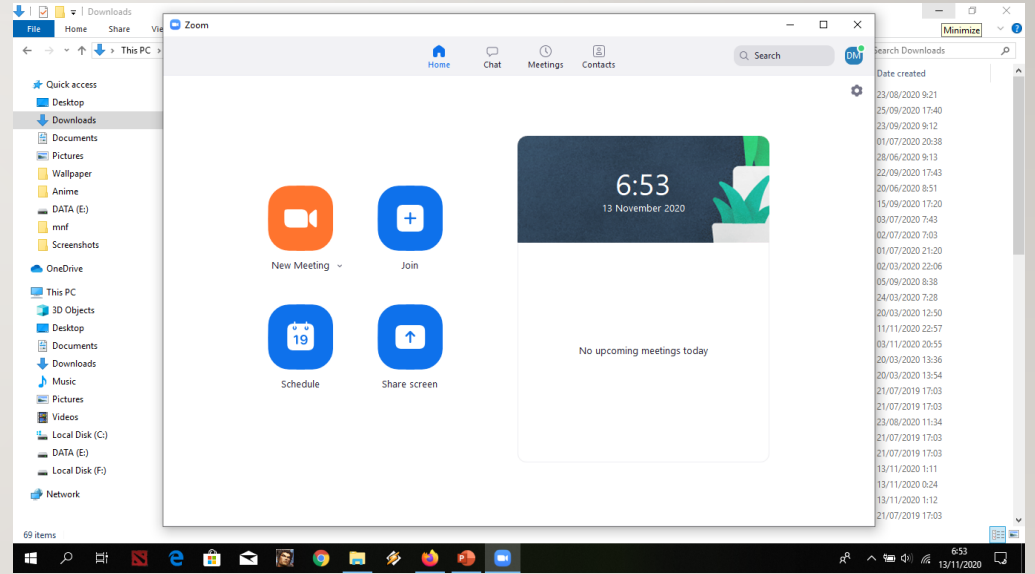 Downloads
File Home Share Vie
Zoom
Minimize
This PC
Search Downloads
Home Chat Meetings Contacts
Search
DM
Date created
Quick access
Desktop
Downloads
Documents
Pictures
Wallpaper
Anime
DATA (E:)
mnf
Screenshots
OneDrive
This PC
3D Objects
Desktop
Documents
Downloads
Music
Pictures
Videos
Local Disk (C:)
DATA (E:)
Local Disk (F:)
Network
69 items
New Meeting
Join
19
Schedule
Share screen
6:53
13 November 2020
No upcoming meetings today
23/08/2020 9:21
25/09/2020 17:40
23/09/2020 9:12
01/07/2020 20:38
28/06/2020 9:13
22/09/2020 17:43
20/06/2020 8:51
15/09/2020 17:20
03/07/2020 7:43
02/07/2020 7:03
01/07/2020 21:20
02/03/2020 22:06
05/09/2020 8:38
24/03/2020 7:28
20/03/2020 12:50
11/11/2020 22:57
03/11/2020 20:55
20/03/2020 13:36
20/03/2020 13:54
21/07/2019 17:03
21/07/2019 17:03
23/08/2020 11:34
21/07/2019 17:03
21/07/2019 17:03
13/11/2020 1:11
13/11/2020 0:24
13/11/2020 1:12
21/07/2019 17:03
6:53
13/11/2020